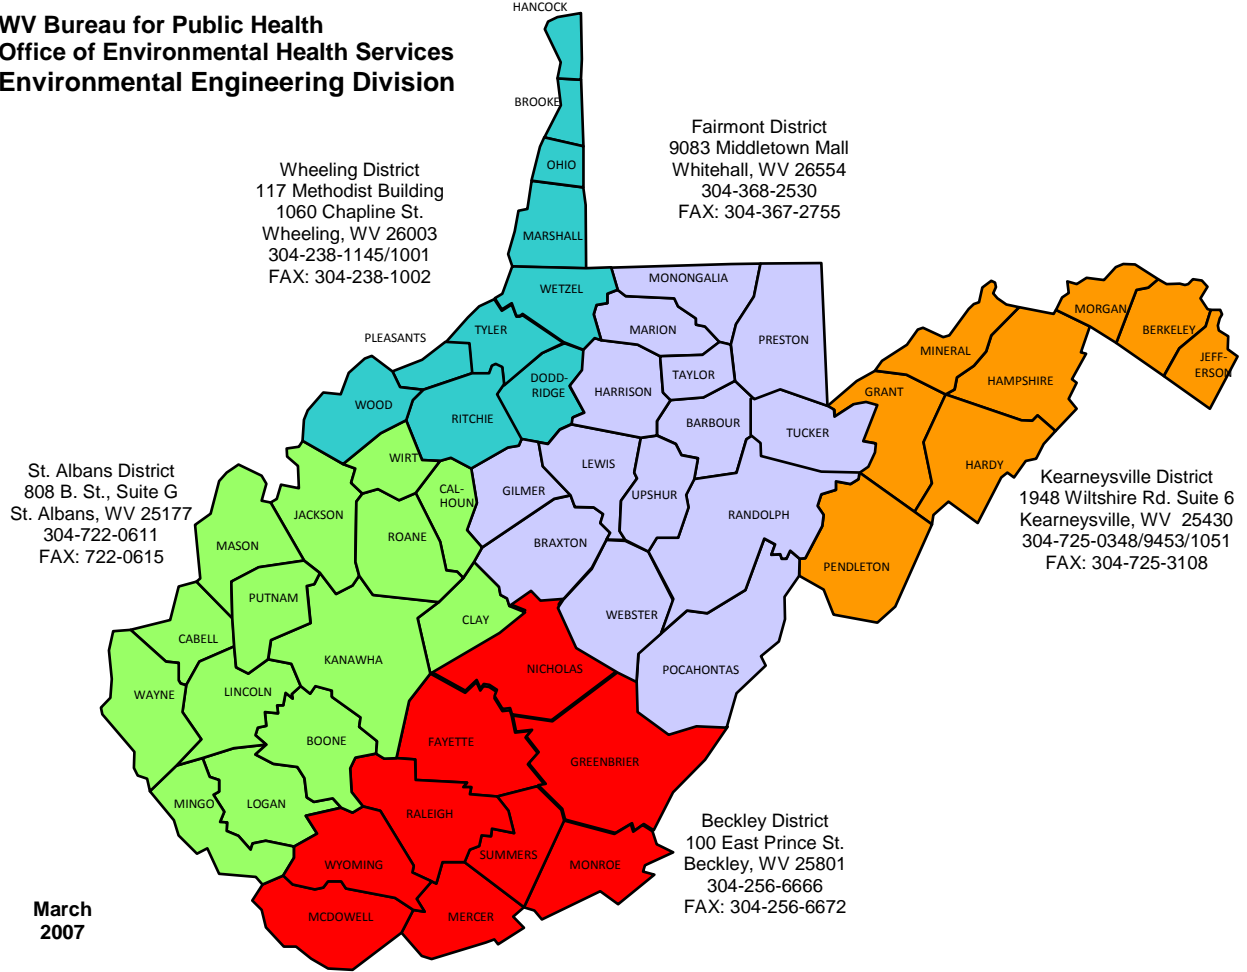 HANCOCK
WV Bureau for Public Health
Office of Environmental Health Services
Environmental Engineering Division
BROOKE
Fairmont District
9083 Middletown Mall
Whitehall, WV 26554
304-368-2530
FAX: 304-367-2755
OHIO
Wheeling District
117 Methodist Building
1060 Chapline St.
Wheeling, WV 26003
304-238-1145/1001
FAX: 304-238-1002
MARSHALL
MONONGALIA
WETZEL
MORGAN
TYLER
MARION
BERKELEY
PLEASANTS
PRESTON
MINERAL
JEFF-
ERSON
TAYLOR
DODD-
RIDGE
HAMPSHIRE
HARRISON
GRANT
WOOD
RITCHIE
BARBOUR
TUCKER
WIRT
LEWIS
HARDY
St. Albans District
808 B. St., Suite G
St. Albans, WV 25177
304-722-0611
FAX: 722-0615
CAL-
HOUN
GILMER
UPSHUR
Kearneysville District
1948 Wiltshire Rd. Suite 6
Kearneysville, WV  25430
304-725-0348/9453/1051
FAX: 304-725-3108
JACKSON
RANDOLPH
ROANE
MASON
BRAXTON
PENDLETON
PUTNAM
WEBSTER
CLAY
CABELL
KANAWHA
NICHOLAS
POCAHONTAS
WAYNE
LINCOLN
BOONE
FAYETTE
GREENBRIER
MINGO
LOGAN
RALEIGH
Beckley District
100 East Prince St.
Beckley, WV 25801
304-256-6666
FAX: 304-256-6672
SUMMERS
WYOMING
MONROE
MCDOWELL
MERCER
March
2007